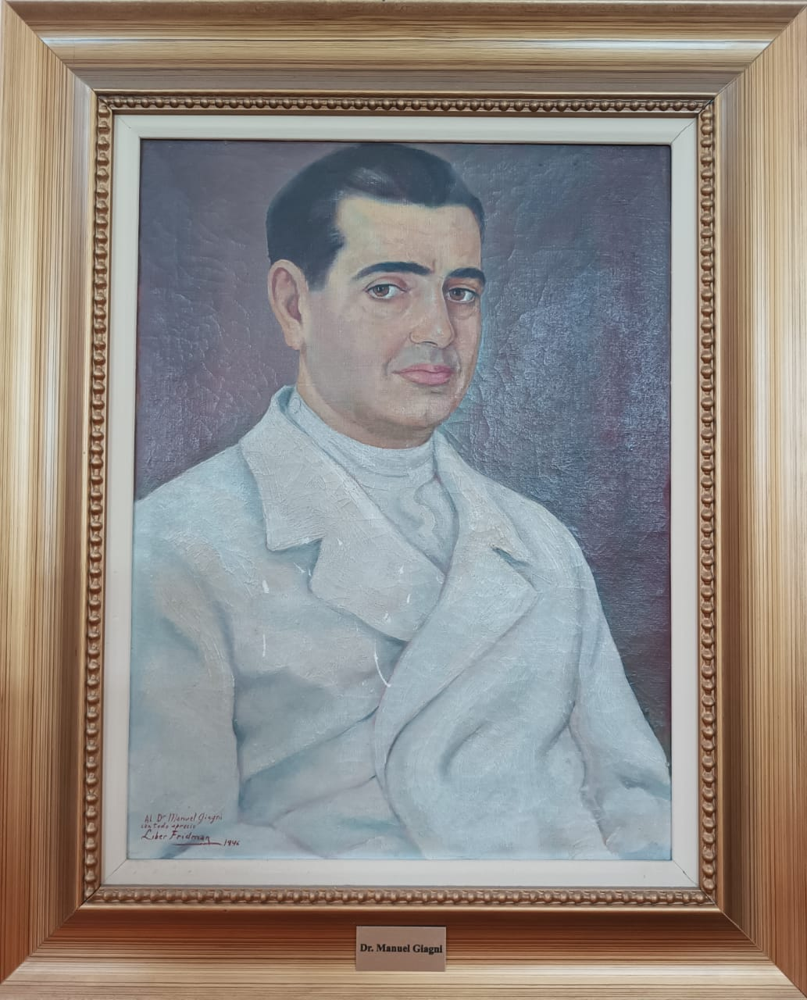 Al Dr Manuel Giagni
con todo aprecio
Liber Fridman 1946
Dr. Manuel Giagni